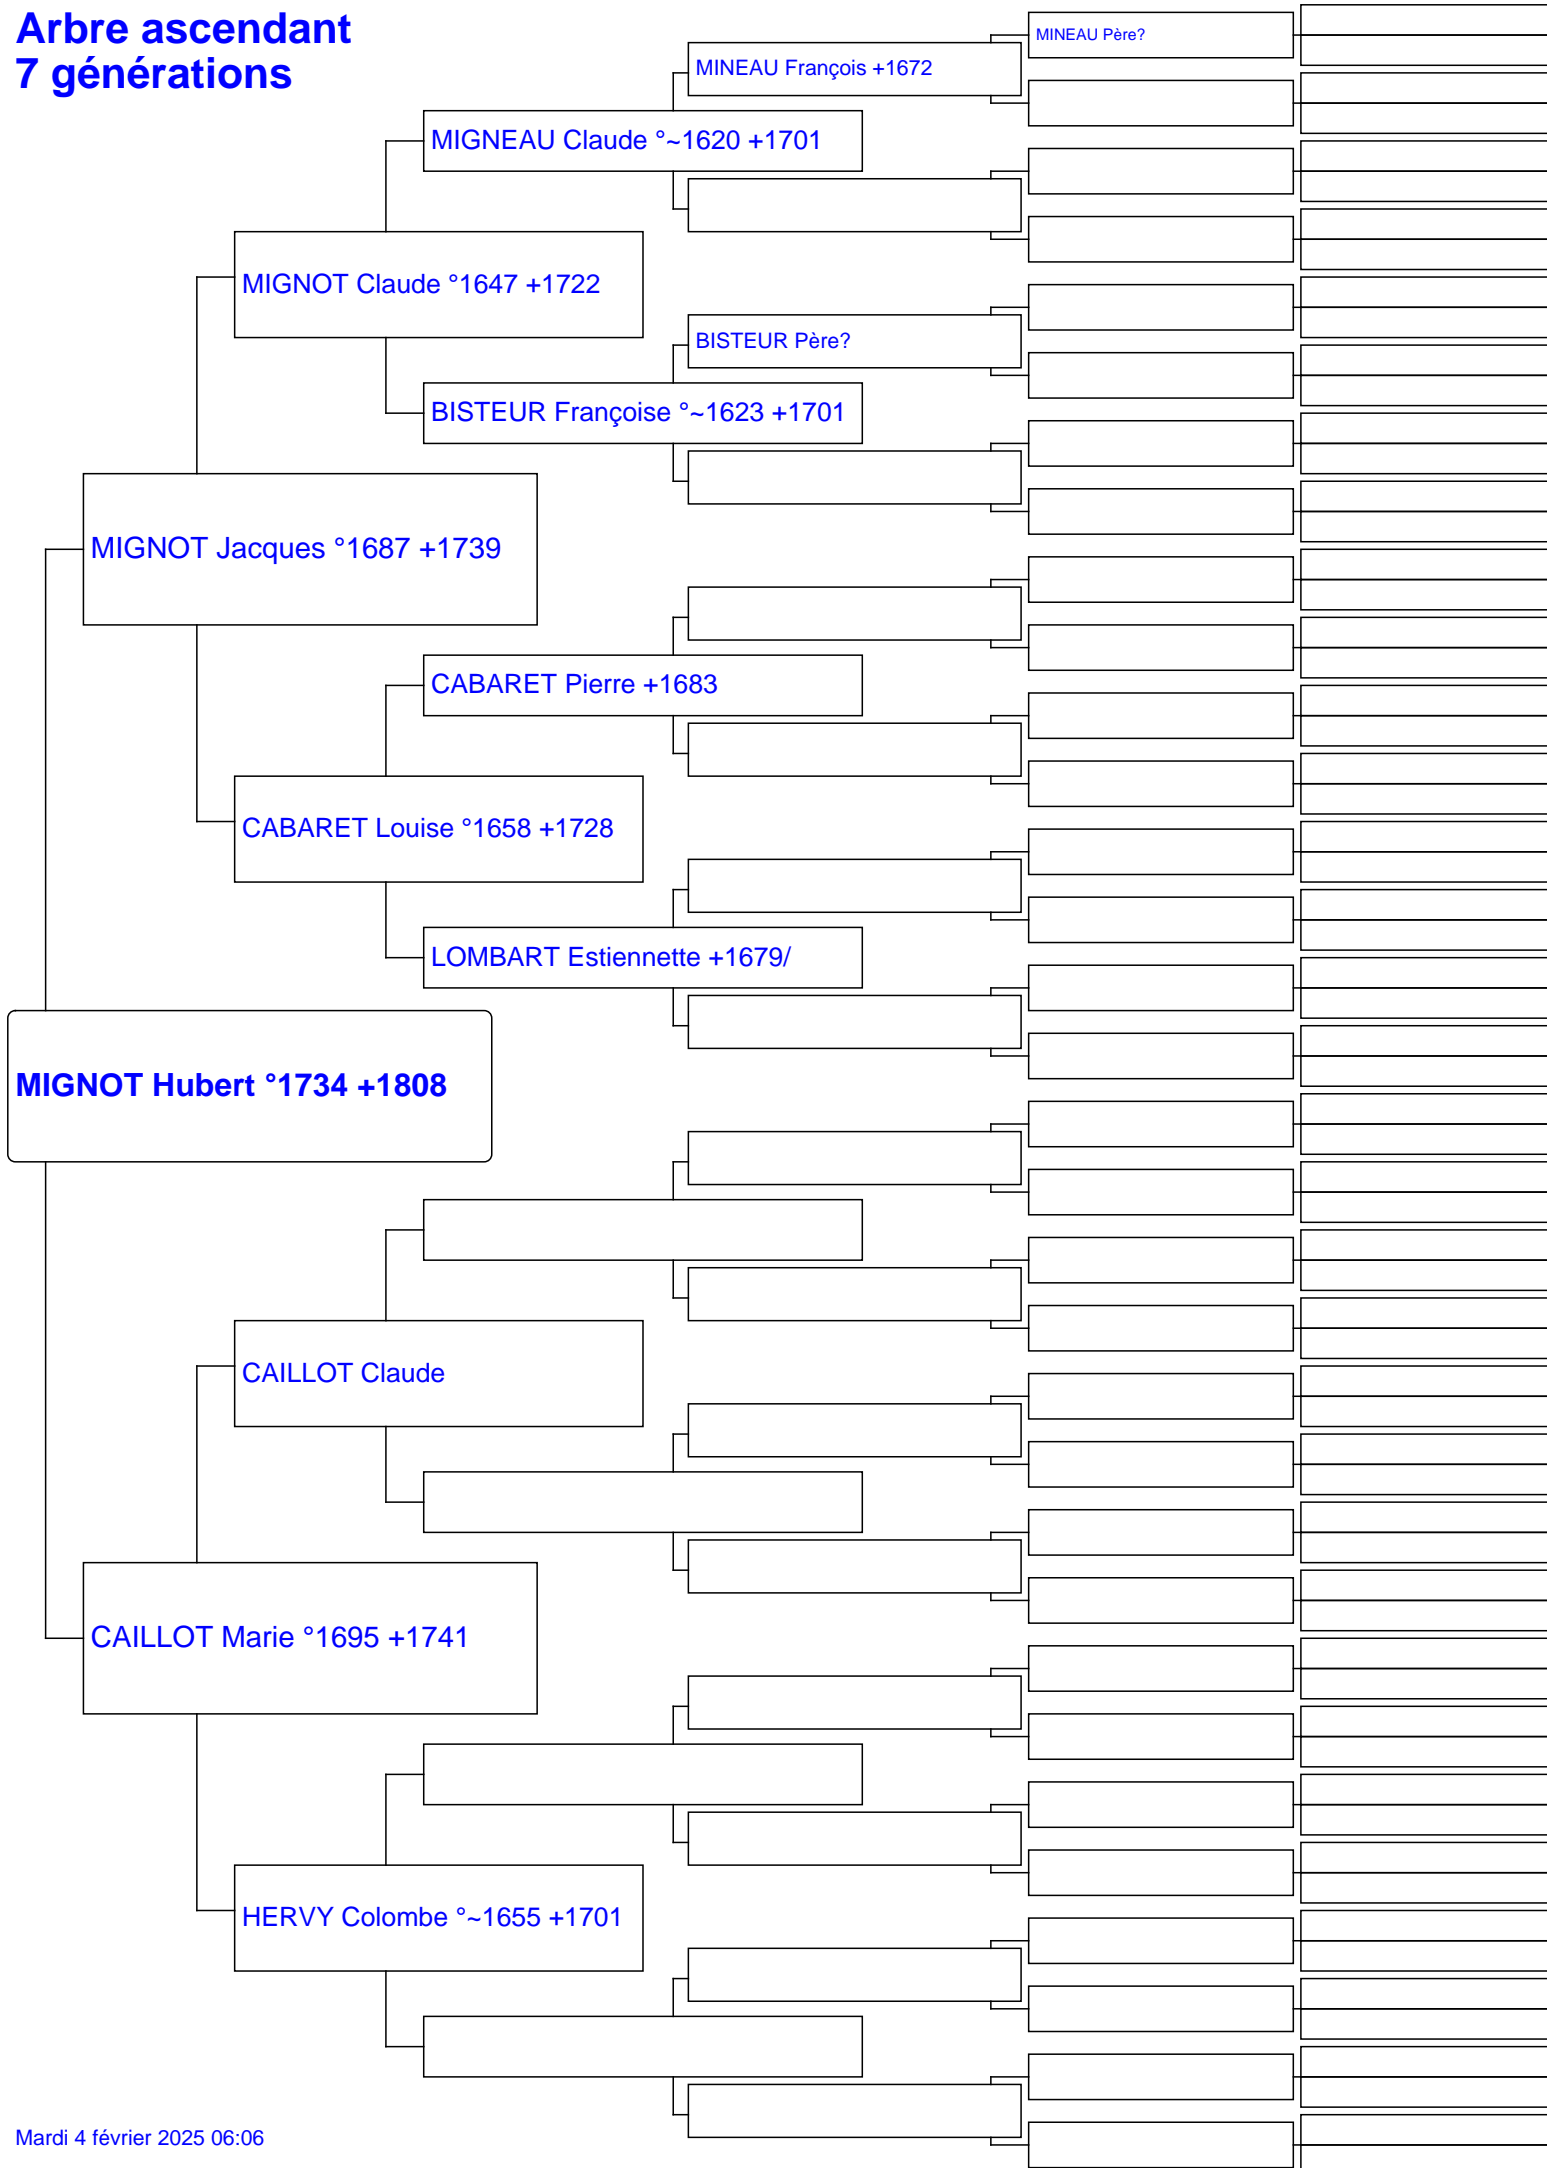 Arbre ascendant
7 générations
MINEAU Père?
MINEAU François +1672
MIGNEAU Claude °~1620 +1701
MIGNOT Claude °1647 +1722
BISTEUR Père?
BISTEUR Françoise °~1623 +1701
MIGNOT Jacques °1687 +1739
CABARET Pierre +1683
CABARET Louise °1658 +1728
LOMBART Estiennette +1679/
MIGNOT Hubert °1734 +1808
CAILLOT Claude
CAILLOT Marie °1695 +1741
HERVY Colombe °~1655 +1701
Mardi 4 février 2025 06:06